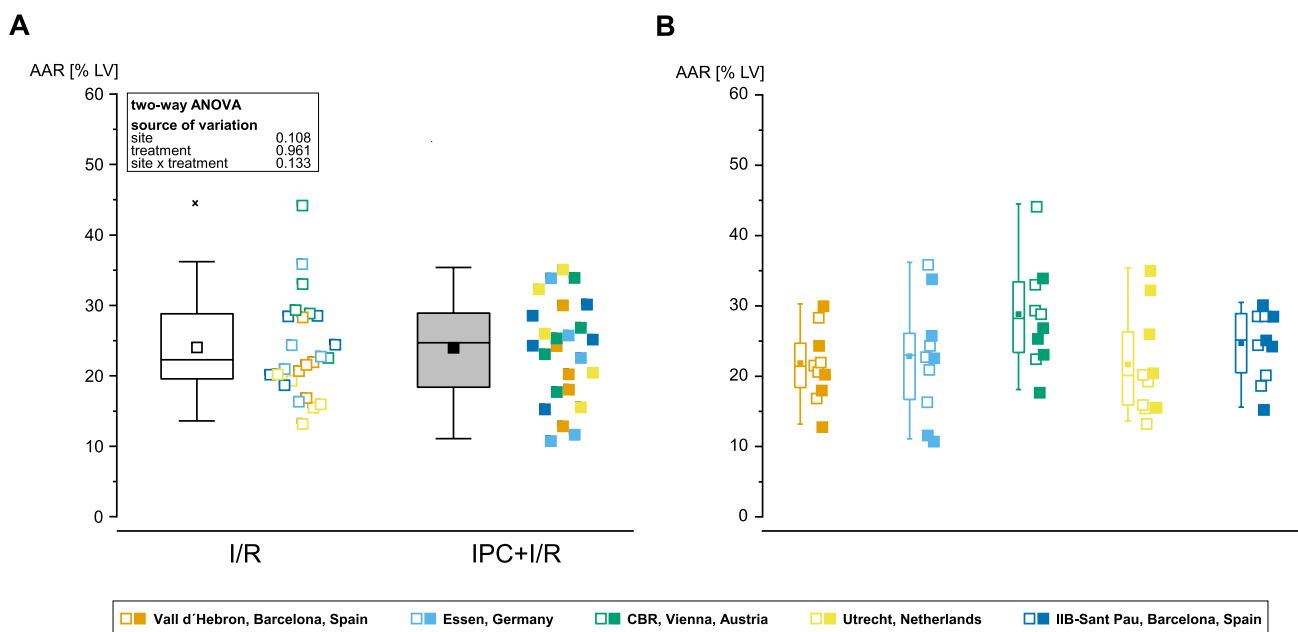 A
B
AAR [% LV]
AAR [% LV]
60
50
40
30
20
10
0
two-way ANOVA
source of variation
site 0.108
treatment 0.961
site x treatment 0.133
I/R
IPC+I/R
60
50
40
30
20
10
0
Vall d´Hebron, Barcelona, Spain
Essen, Germany
CBR, Vienna, Austria
Utrecht, Netherlands
IIB-Sant Pau, Barcelona, Spain